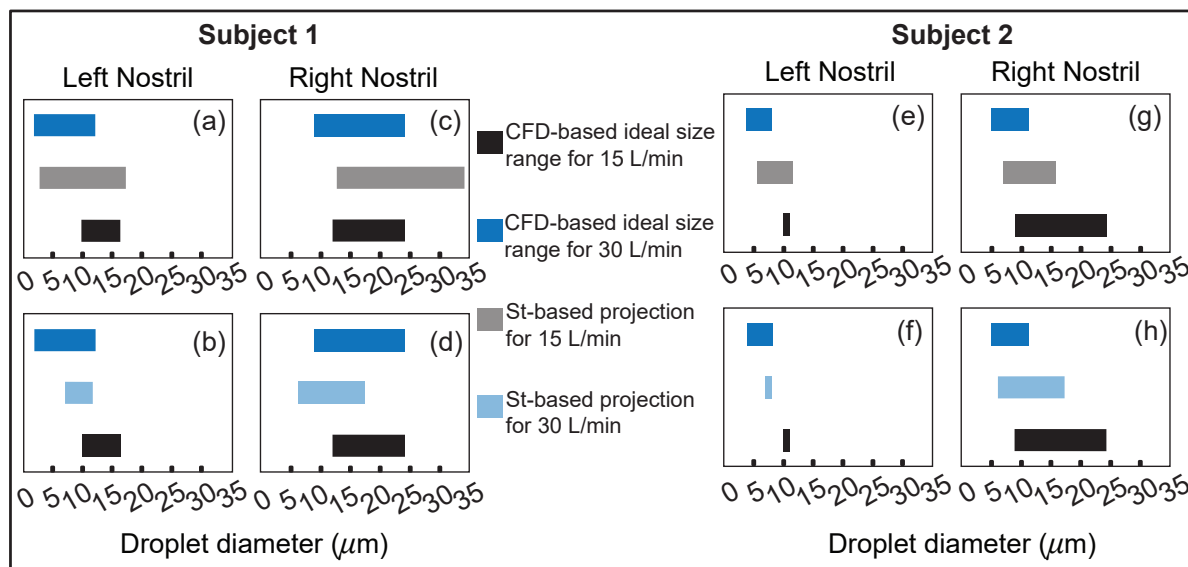 Subject 1
Subject 2
Left Nostril
Right Nostril
Left Nostril
Right Nostril
(a)
(c)
(e)
(g)
0 5 10 15 20 25 30 35
0 5 10 15 20 25 30 35
0 5 10 15 20 25 30 35
0 5 10 15 20 25 30 35
CFD-based ideal size
range for 15 L/min
CFD-based ideal size
range for 30 L/min
St-based projection
for 15 L/min
St-based projection
for 30 L/min
(b)
(d)
(f)
(h)
0 5 10 15 20 25 30 35
0 5 10 15 20 25 30 35
0 5 10 15 20 25 30 35
0 5 10 15 20 25 30 35
Droplet diameter (μm)
Droplet diameter (μm)